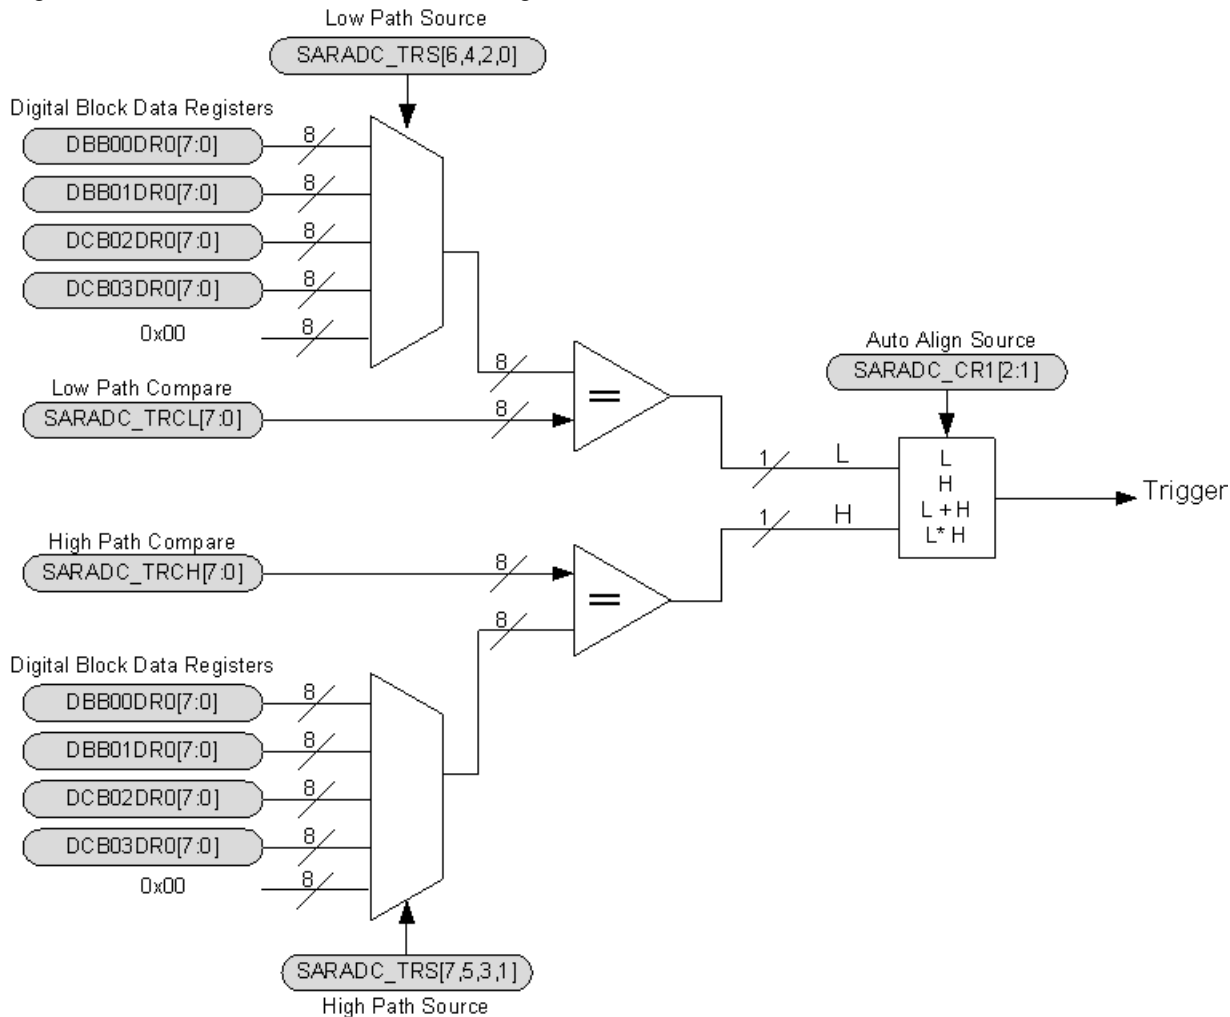 Low Path Source
SARADC_TRS[6,4,2,0]
Digital Block Data Registers
DBB00DR0[7:0]
8
DBB01DR0[7:0]
8
DCB02DR0[7:0]
8
DCB03DR0[7:0]
8
0x00
8
Low Path Compare
SARADC_TRCL[7:0]
8
8
=
Auto Align Source
SARADC_CR1[2:1]
1
L
L
H
L + H
L* H
Trigger
1
H
High Path Compare
SARADC_TRCH[7:0]
8
8
=
Digital Block Data Registers
DBB00DR0[7:0]
8
DBB01DR0[7:0]
8
DCB02DR0[7:0]
8
DCB03DR0[7:0]
8
0x00
8
SARADC_TRS[7,5,3,1]
High Path Source